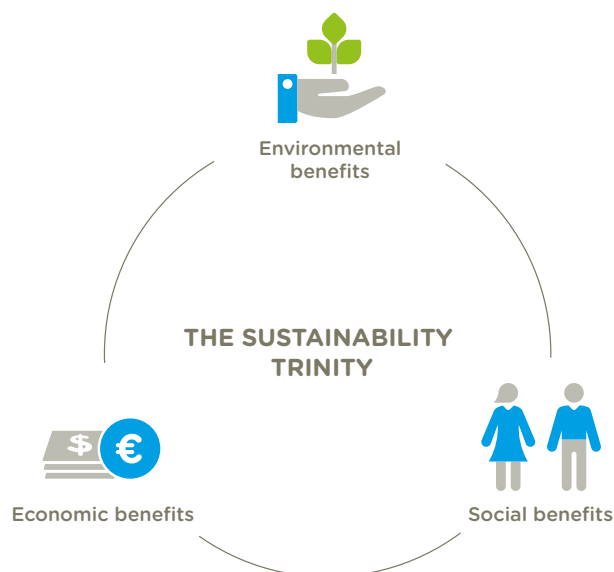 Environmental
benefits
THE SUSTAINABILITY
TRINITY
$
€
Economic benefits
Social benefits